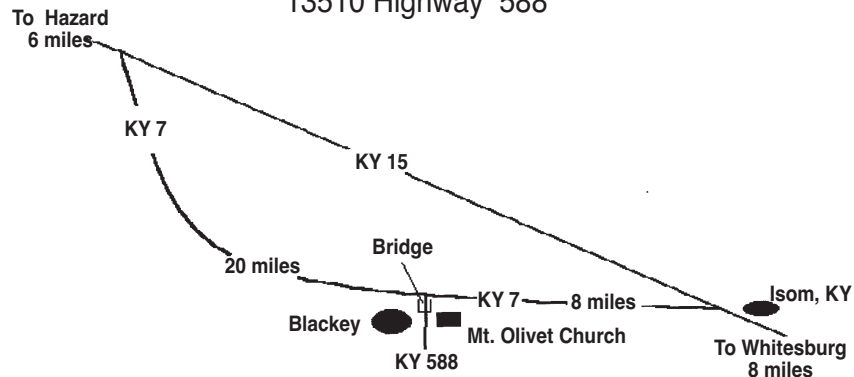 13510 Highway 588
To Hazard
6 miles
KY 7
KY 15
20 miles
Bridge
KY 7
8 miles
Isom, KY
Blackey
Mt. Olivet Church
KY 588
To Whitesburg
8 miles